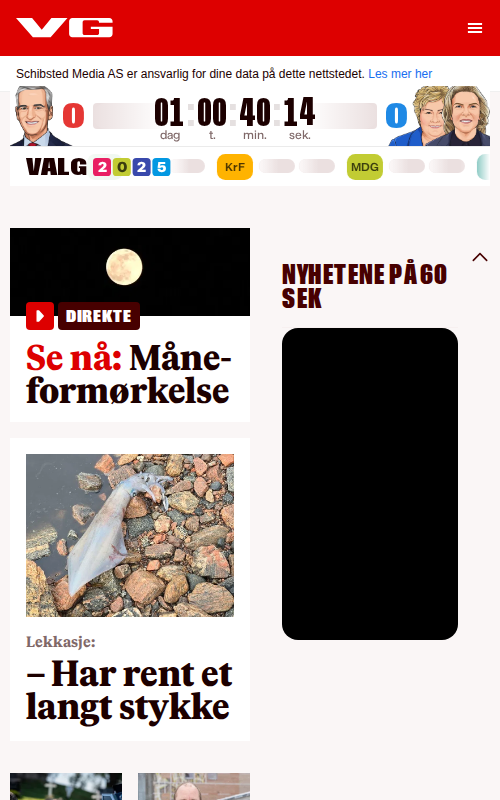 VG
Schibsted Media AS er ansvarlig for dine data på dette nettstedet. Les mer her
0 01:00:40:14 0
dag t. min. sek.
VALG 2025 KrF MDG
DIREKTE
Se nå: Måne-
formørkelse
Lekkasje:
– Har rent et
langt stykke
NYHETENE PÅ 60
SEK